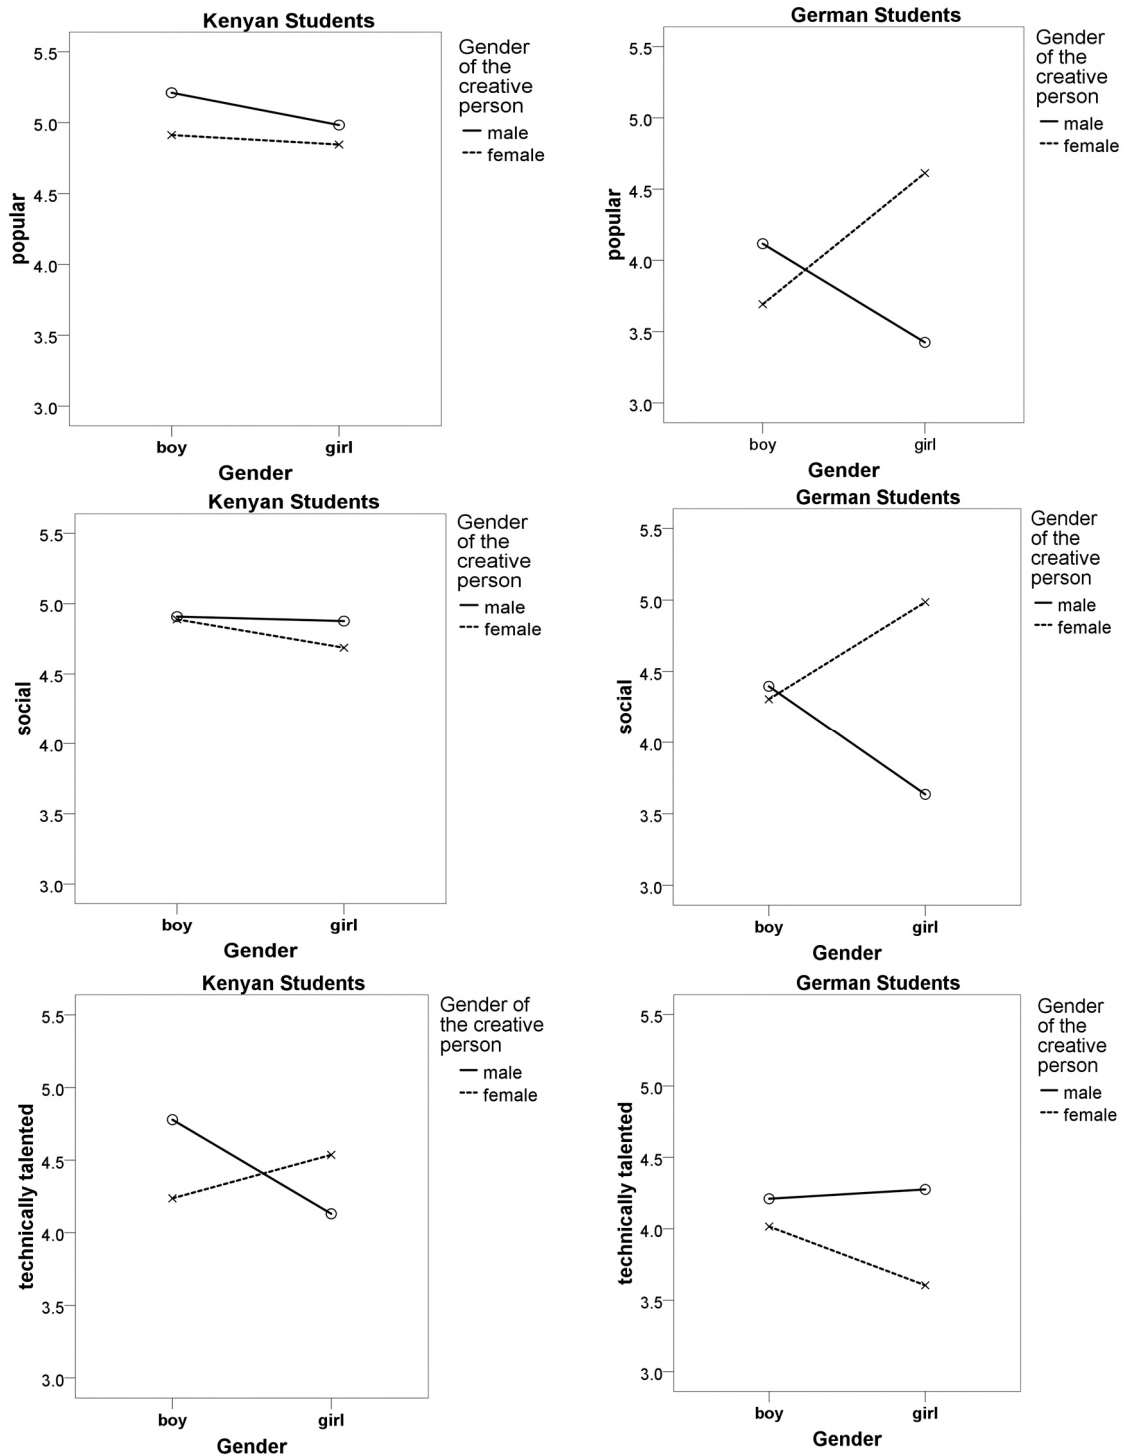 Kenyan Students
popular
5.5
5.0
4.5
4.0
3.5
3.0
boy
girl
Gender
Gender
of the
creative
person
male
female
German Students
popular
5.5
5.0
4.5
4.0
3.5
3.0
boy
girl
Gender
Gender
of the
creative
person
male
female
Kenyan Students
social
5.5
5.0
4.5
4.0
3.5
3.0
boy
girl
Gender
Gender
of the
creative
person
male
female
German Students
social
5.5
5.0
4.5
4.0
3.5
3.0
boy
girl
Gender
Gender
of the
creative
person
male
female
Kenyan Students
technically talented
5.5
5.0
4.5
4.0
3.5
3.0
boy
girl
Gender
Gender of
the creative
person
male
female
German Students
technically talented
5.5
5.0
4.5
4.0
3.5
3.0
boy
girl
Gender
Gender
of the
creative
person
male
female